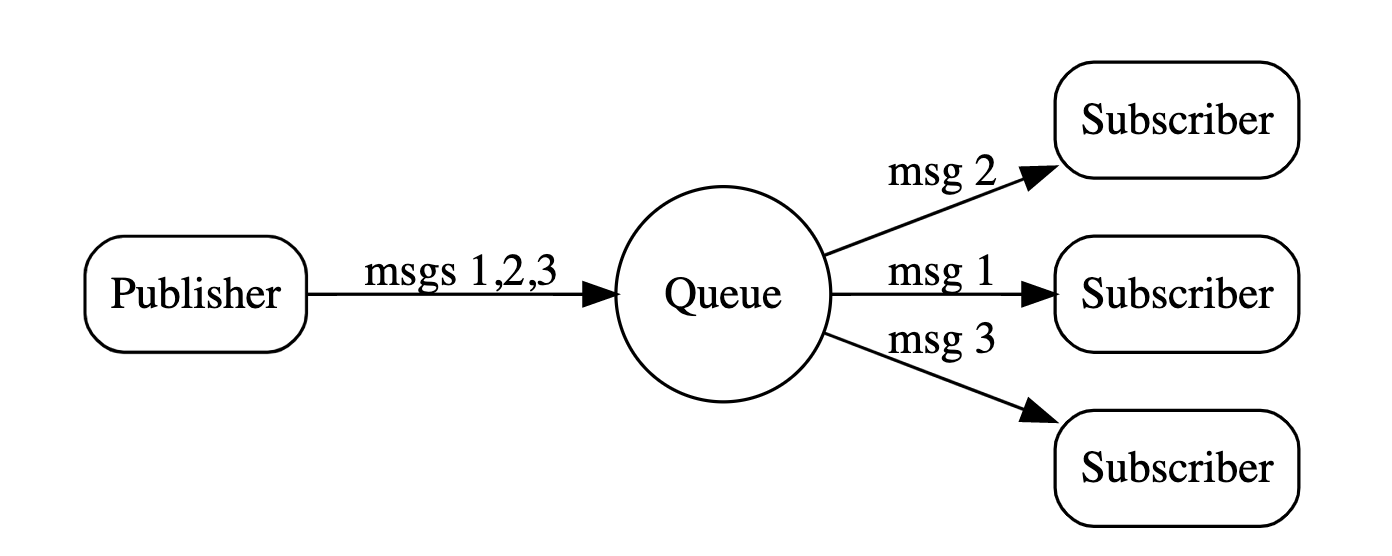 Publisher
msgs 1,2,3
Queue
msg 2
Subscriber
msg 1
Subscriber
msg 3
Subscriber